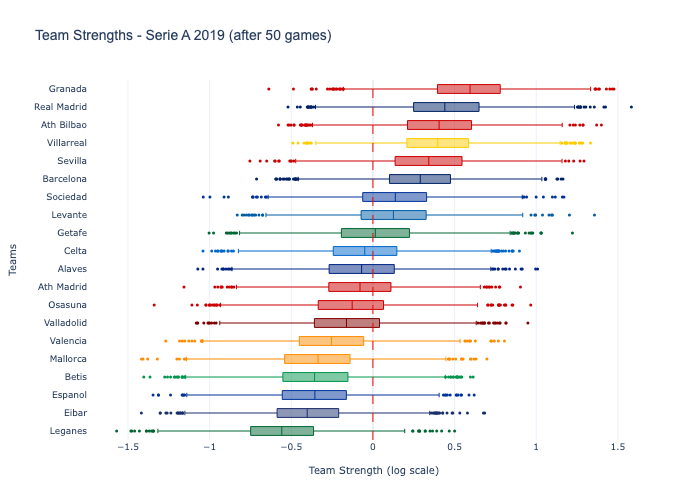 Team Strengths - Serie A 2019 (after 50 games)
Granada
Real Madrid
Ath Bilbao
Villarreal
Sevilla
Barcelona
Sociedad
Levante
Getafe
Celta
Alaves
Ath Madrid
Osasuna
Valladolid
Valencia
Mallorca
Betis
Espanol
Eibar
Leganes
Teams
−1.5 −1 −0.5 0 0.5 1 1.5
Team Strength (log scale)